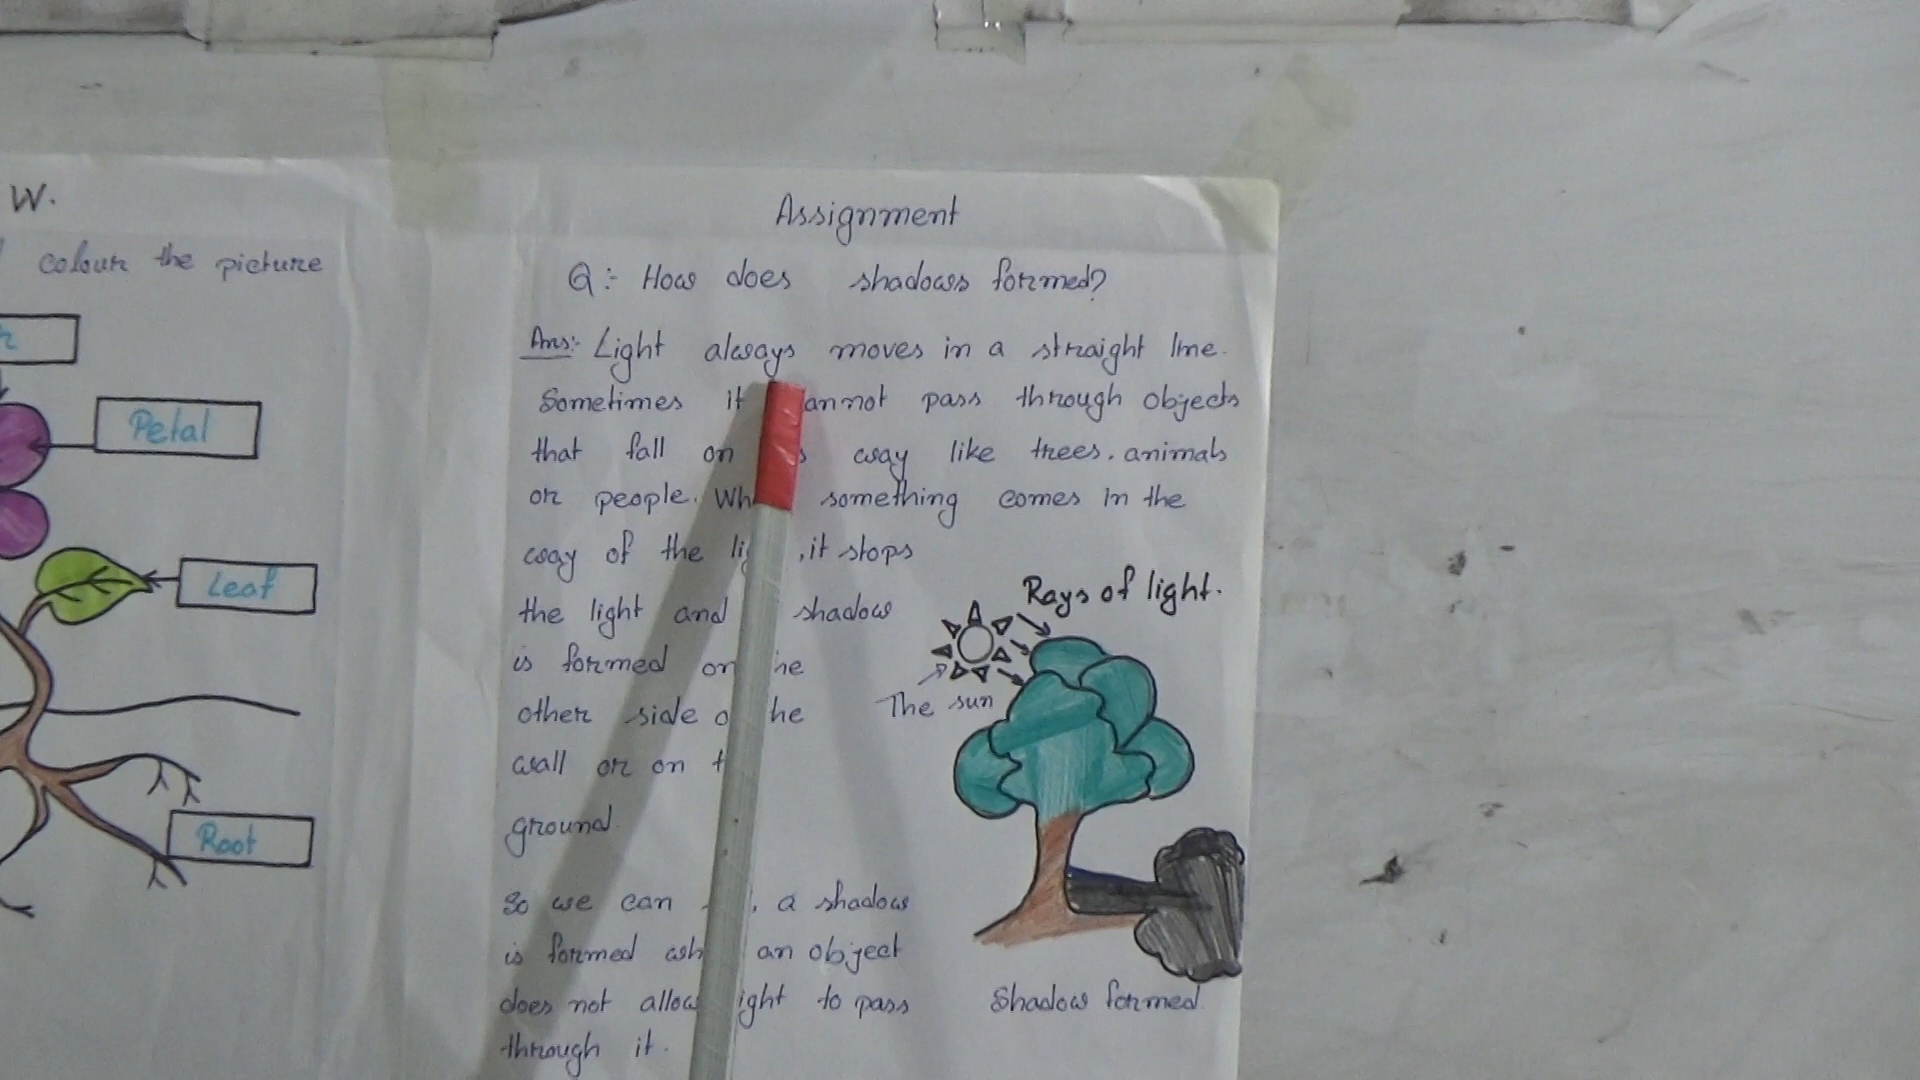 W.
colour the picture
Petal
Leaf
Root
Assignment
Q:- How does shadows formed?
Ans:- Light always moves in a straight line.
Sometimes it annot pass through objects
that fall on s way like trees, animals
or people. Wh something comes in the
way of the lig , it stops
the light and shadow
is formed on he
other side o he
wall or on t
ground.
So we can , a shadow
is formed wh an object
does not allow ight to pass
through it.
Rays of light.
The sun
Shadow formed.